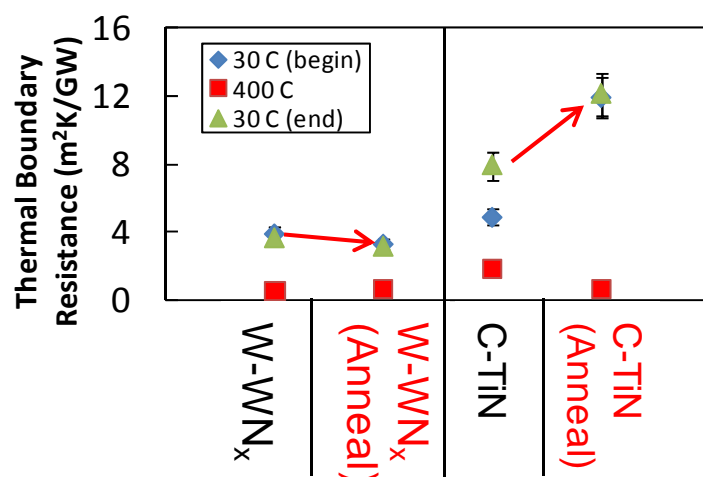 Thermal Boundary
Resistance (m²K/GW)
16
12
8
4
0
30 C (begin)
400 C
30 C (end)
W-WNₓ
W-WNₓ
(Anneal)
C-TiN
C-TiN
(Anneal)